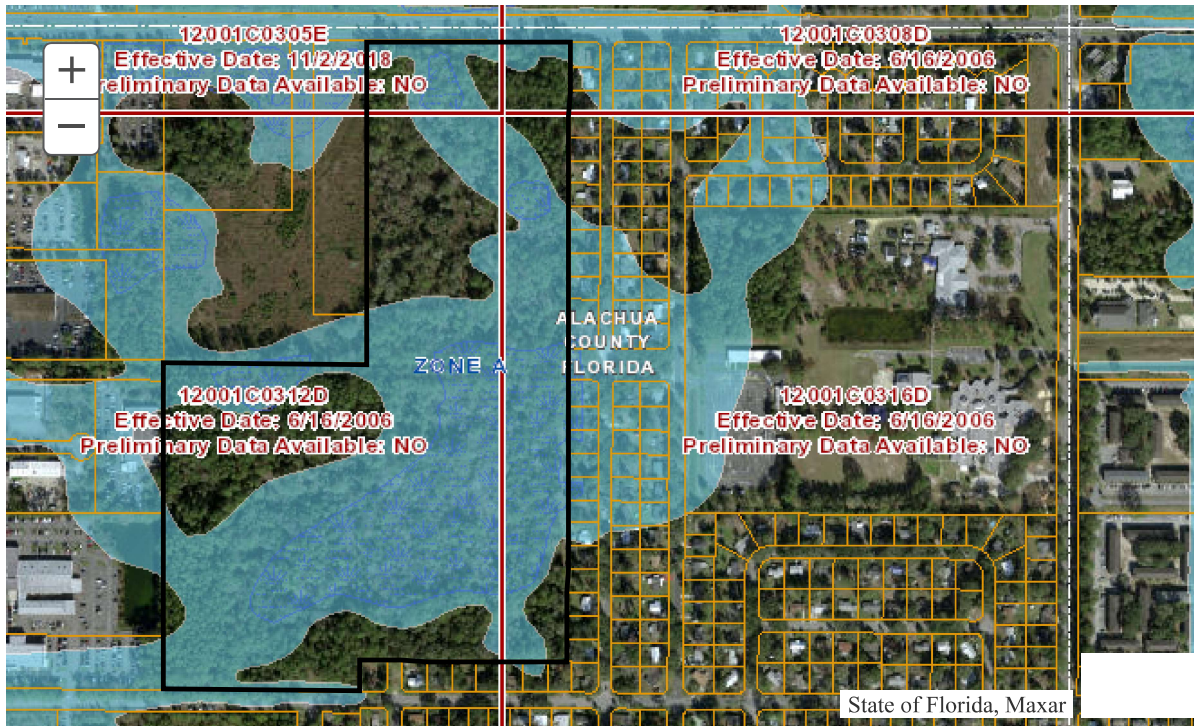 12001C0305E
Effective Date: 11/2/2018
Preliminary Data Available: NO
12001C0308D
Effective Date: 6/16/2006
Preliminary Data Available: NO
+
−
ALACHUA
COUNTY
FLORIDA
ZONE A
12001C0312D
Effective Date: 6/16/2006
Preliminary Data Available: NO
12001C0316D
Effective Date: 6/16/2006
Preliminary Data Available: NO
State of Florida, Maxar